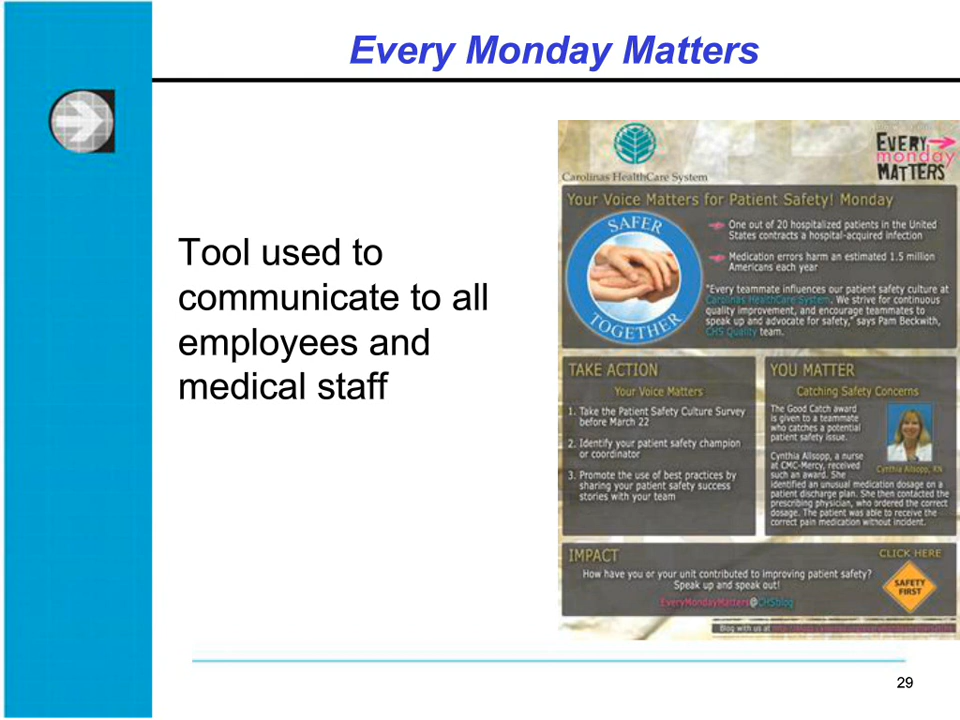 Every Monday Matters
Tool used to
communicate to all
employees and
medical staff
Carolinas HealthCare System
EVERY
monday
MATTERS
Your Voice Matters for Patient Safety! Monday
SAFER
TOGETHER
One out of 20 hospitalized patients in the United
States contracts a hospital-acquired infection
Medication errors harm an estimated 1.5 million
Americans each year
"Every teammate influences our patient safety culture at
Carolinas HealthCare System. We strive for continuous
quality improvement, and encourage teammates to
speak up and advocate for safety," says Pam Beckwith,
CHS Quality team.
TAKE ACTION
Your Voice Matters
1. Take the Patient Safety Culture Survey
before March 22
2. Identify your patient safety champion
or coordinator
3. Promote the use of best practices by
sharing your patient safety success
stories with your team
YOU MATTER
Catching Safety Concerns
The Good Catch award
is given to a teammate
who catches a potential
patient safety issue.
Cynthia Allsopp, a nurse
at CMC-Mercy, received
such an award. She
identified an unusual medication dosage on a
patient discharge plan. She then contacted the
prescribing physician, who ordered the correct
dosage. The patient was able to receive the
correct pain medication without incident.
Cynthia Allsopp, RN
IMPACT
How have you or your unit contributed to improving patient safety?
Speak up and speak out!
EveryMondayMatters@CHSblog
CLICK HERE
SAFETY
FIRST
Blog with us at
29